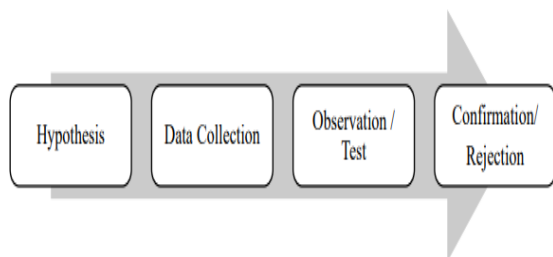 Hypothesis
Data Collection
Observation /
Test
Confirmation/
Rejection